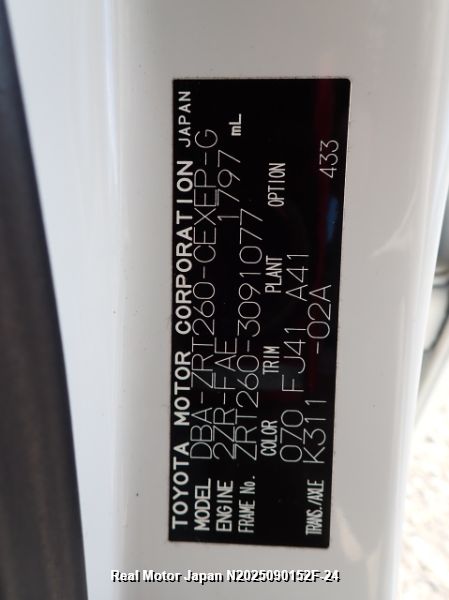 TOYOTA MOTOR CORPORATION JAPAN
MODEL DBA-ZRT260-CEXEP-G
ENGINE 2ZR-FAE 1797 mL
FRAME No. ZRT260-3091077
COLOR TRIM PLANT OPTION
070 FJ41 A41 433
TRANS./AXLE K311 -02A
Real Motor Japan N2025090152F-24